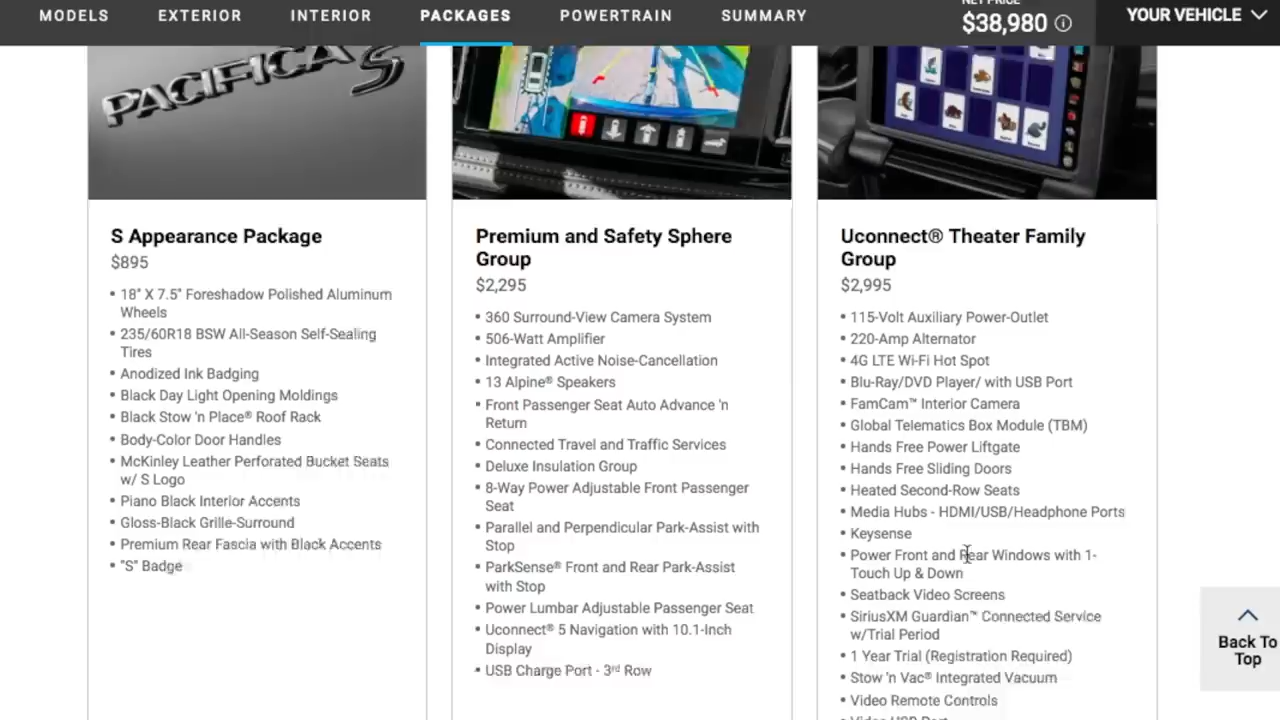 MODELS
EXTERIOR
INTERIOR
PACKAGES
POWERTRAIN
SUMMARY
NET PRICE
$38,980
YOUR VEHICLE
PACIFICA S
S Appearance Package
$895
• 18" X 7.5" Foreshadow Polished Aluminum
Wheels
• 235/60R18 BSW All-Season Self-Sealing
Tires
• Anodized Ink Badging
• Black Day Light Opening Moldings
• Black Stow 'n Place® Roof Rack
• Body-Color Door Handles
• McKinley Leather Perforated Bucket Seats
w/ S Logo
• Piano Black Interior Accents
• Gloss-Black Grille-Surround
• Premium Rear Fascia with Black Accents
• "S" Badge
Premium and Safety Sphere
Group
$2,295
• 360 Surround-View Camera System
• 506-Watt Amplifier
• Integrated Active Noise-Cancellation
• 13 Alpine® Speakers
• Front Passenger Seat Auto Advance 'n
Return
• Connected Travel and Traffic Services
• Deluxe Insulation Group
• 8-Way Power Adjustable Front Passenger
Seat
• Parallel and Perpendicular Park-Assist with
Stop
• ParkSense® Front and Rear Park-Assist
with Stop
• Power Lumbar Adjustable Passenger Seat
• Uconnect® 5 Navigation with 10.1-Inch
Display
• USB Charge Port - 3rd Row
Uconnect® Theater Family
Group
$2,995
• 115-Volt Auxiliary Power-Outlet
• 220-Amp Alternator
• 4G LTE Wi-Fi Hot Spot
• Blu-Ray/DVD Player/ with USB Port
• FamCam™ Interior Camera
• Global Telematics Box Module (TBM)
• Hands Free Power Liftgate
• Hands Free Sliding Doors
• Heated Second-Row Seats
• Media Hubs - HDMI/USB/Headphone Ports
• Keysense
• Power Front and Rear Windows with 1-
Touch Up & Down
• Seatback Video Screens
• SiriusXM Guardian™ Connected Service
w/Trial Period
• 1 Year Trial (Registration Required)
• Stow 'n Vac® Integrated Vacuum
• Video Remote Controls
• Video USB Port
Back To
Top